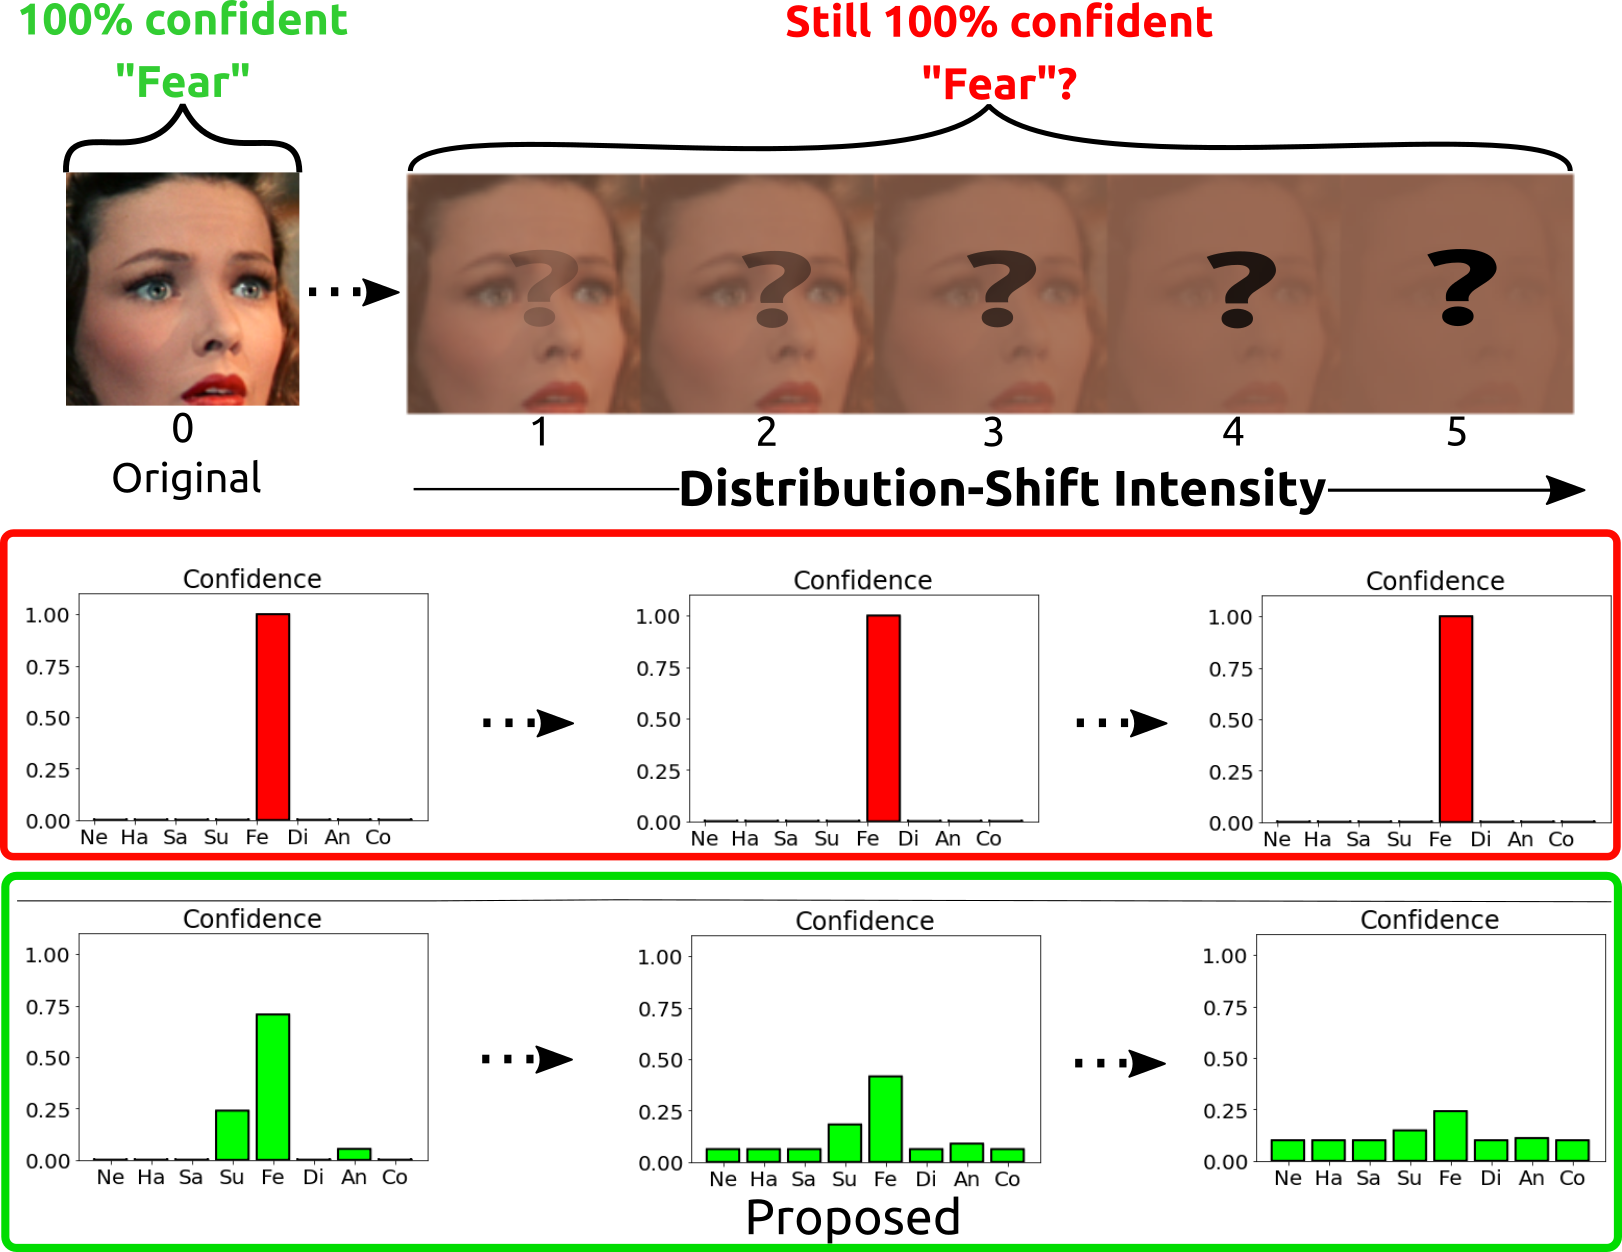 100% confident
"Fear"
Still 100% confident
"Fear"?
? ? ? ? ?
0 1 2 3 4 5
Original
Distribution-Shift Intensity
Confidence
1.00
0.75
0.50
0.25
0.00
Ne Ha Sa Su Fe Di An Co
Confidence
1.00
0.75
0.50
0.25
0.00
Ne Ha Sa Su Fe Di An Co
Confidence
1.00
0.75
0.50
0.25
0.00
Ne Ha Sa Su Fe Di An Co
Confidence
1.00
0.75
0.50
0.25
0.00
Ne Ha Sa Su Fe Di An Co
Confidence
1.00
0.75
0.50
0.25
0.00
Ne Ha Sa Su Fe Di An Co
Confidence
1.00
0.75
0.50
0.25
0.00
Ne Ha Sa Su Fe Di An Co
Proposed